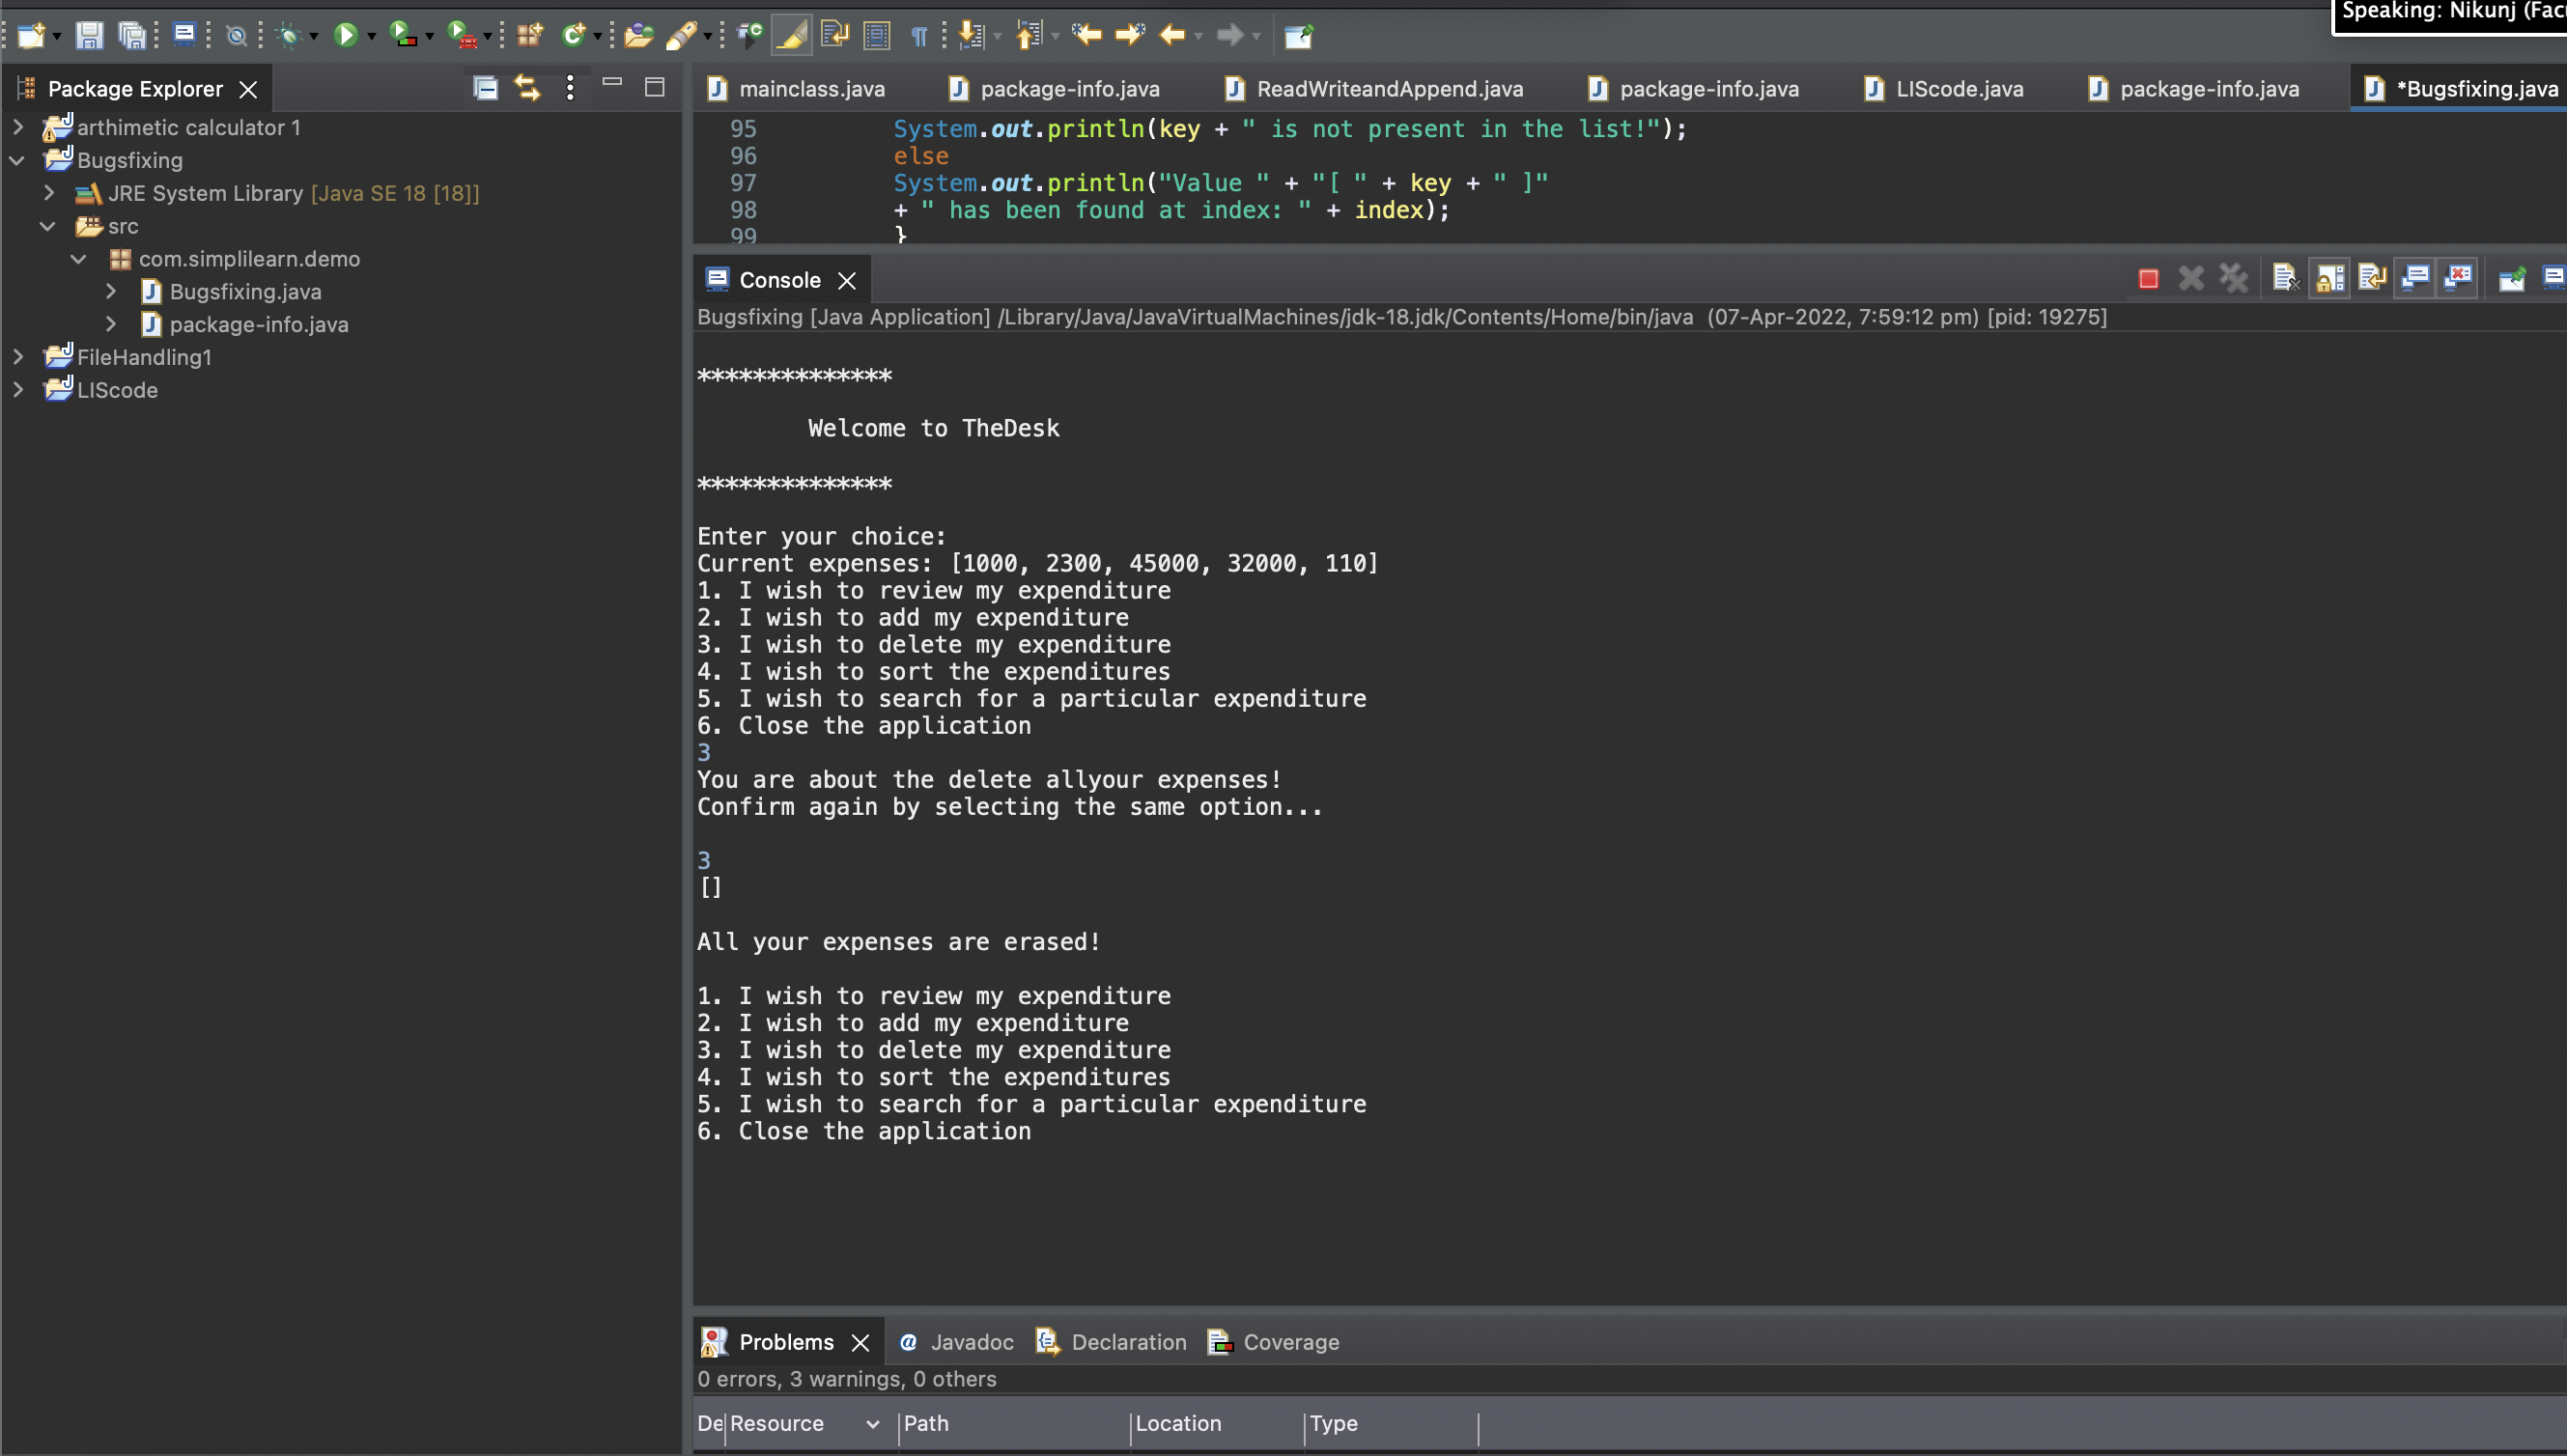 Speaking: Nikunj (Fac
Package Explorer
arthimetic calculator 1
Bugsfixing
JRE System Library [Java SE 18 [18]]
src
com.simplilearn.demo
Bugsfixing.java
package-info.java
FileHandling1
LIScode
mainclass.java
package-info.java
ReadWriteandAppend.java
package-info.java
LIScode.java
package-info.java
*Bugsfixing.java
95 System.out.println(key + " is not present in the list!");
96 else
97 System.out.println("Value " + "[ " + key + " ]"
98 + " has been found at index: " + index);
99 }
Console
Bugsfixing [Java Application] /Library/Java/JavaVirtualMachines/jdk-18.jdk/Contents/Home/bin/java (07-Apr-2022, 7:59:12 pm) [pid: 19275]
**************
Welcome to TheDesk
**************
Enter your choice:
Current expenses: [1000, 2300, 45000, 32000, 110]
1. I wish to review my expenditure
2. I wish to add my expenditure
3. I wish to delete my expenditure
4. I wish to sort the expenditures
5. I wish to search for a particular expenditure
6. Close the application
3
You are about the delete allyour expenses!
Confirm again by selecting the same option...
3
[]
All your expenses are erased!
1. I wish to review my expenditure
2. I wish to add my expenditure
3. I wish to delete my expenditure
4. I wish to sort the expenditures
5. I wish to search for a particular expenditure
6. Close the application
Problems
Javadoc
Declaration
Coverage
0 errors, 3 warnings, 0 others
De
Resource
Path
Location
Type